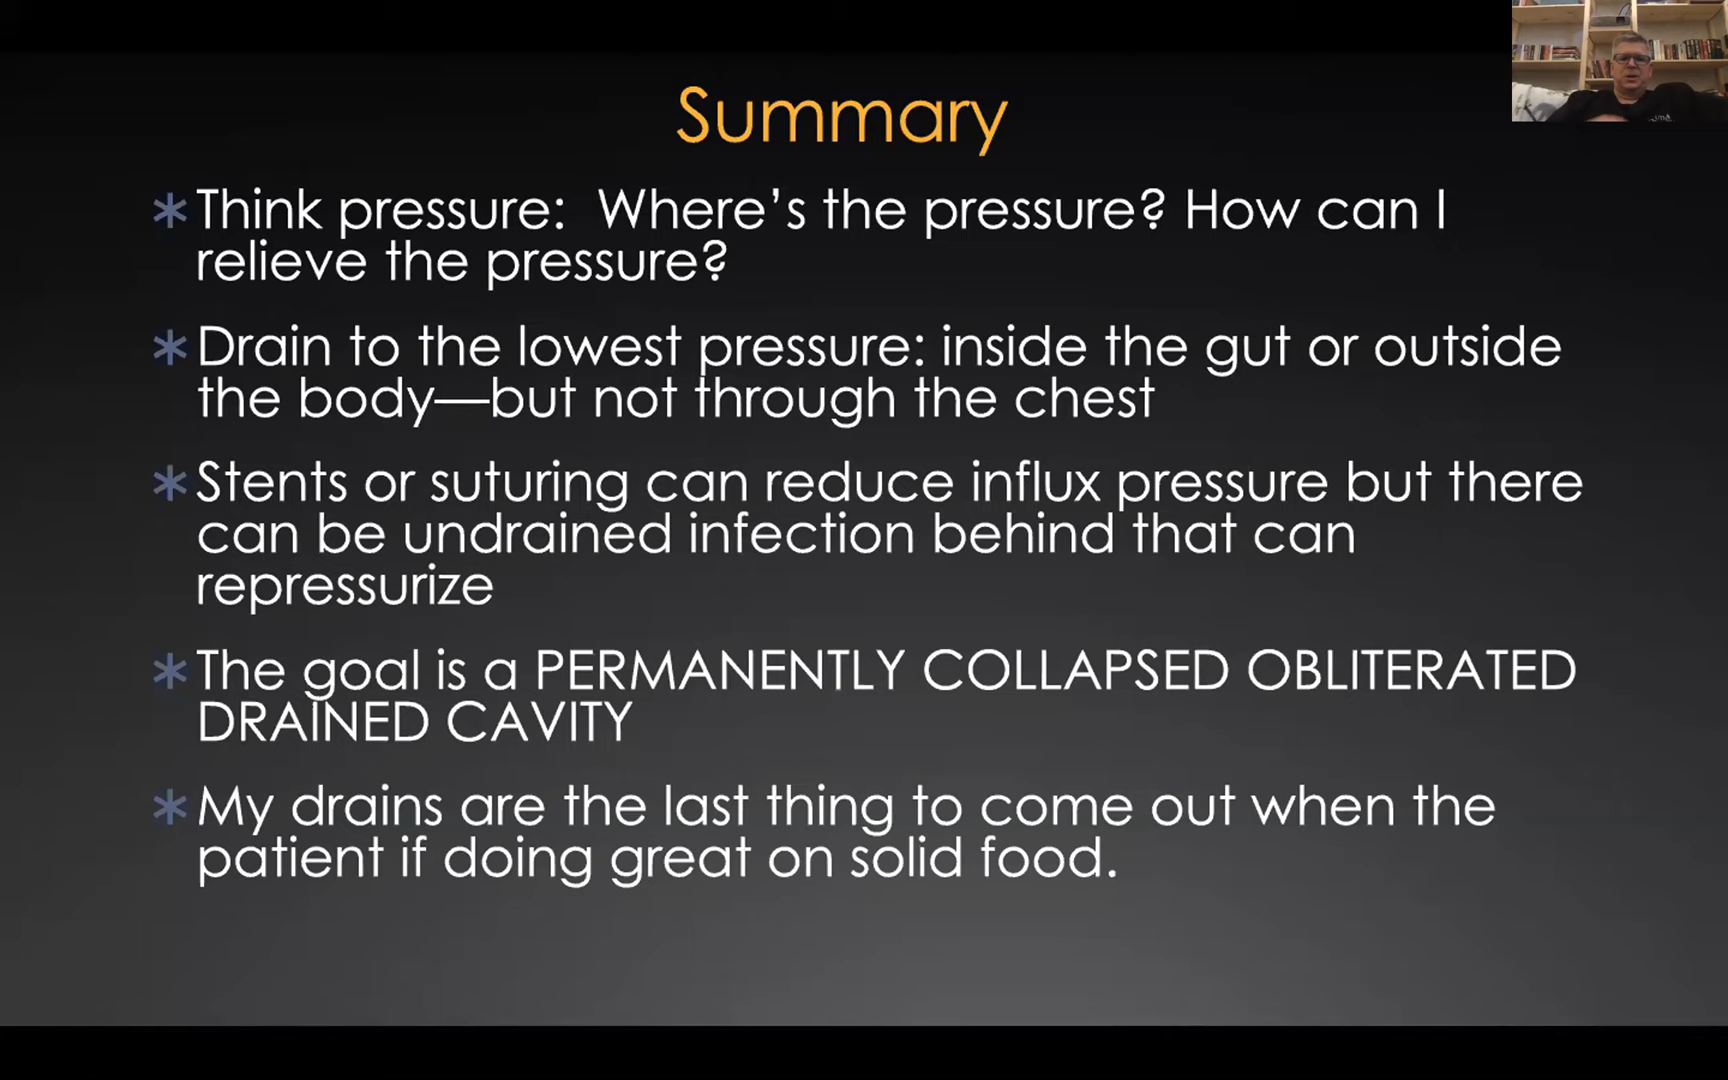 Summary
* Think pressure:  Where's the pressure? How can I
relieve the pressure?
* Drain to the lowest pressure: inside the gut or outside
the body—but not through the chest
* Stents or suturing can reduce influx pressure but there
can be undrained infection behind that can
repressurize
* The goal is a PERMANENTLY COLLAPSED OBLITERATED
DRAINED CAVITY
* My drains are the last thing to come out when the
patient if doing great on solid food.